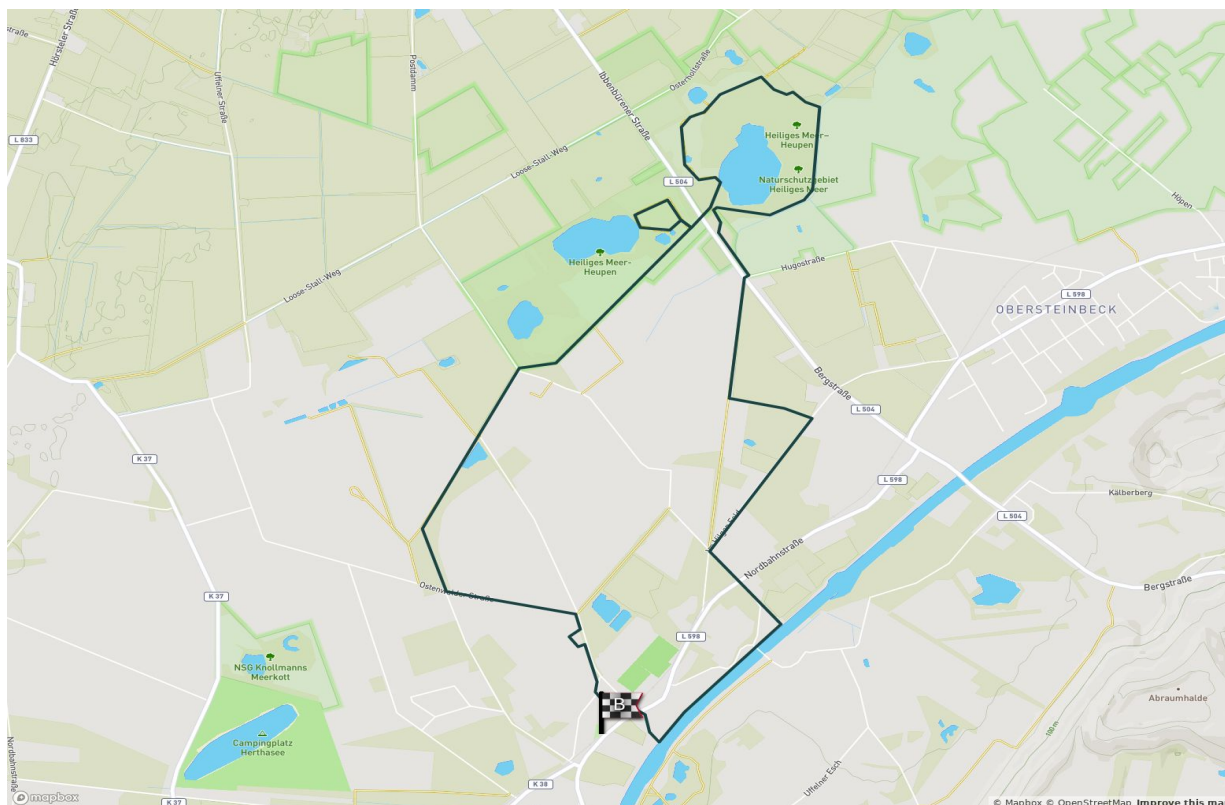 straße
Hörsteler Straße
Uffelner Straße
Postdamm
Ibbenbürener Straße
Osterholtstraße
L 833
Heiliges Meer–
Heupen
Loose-Stall-Weg
L 504
Naturschutzgebiet
Heiliges Meer
Höpen
Heiliges Meer-
Heupen
Hugostraße
Loose-Stall-Weg
L 598
OBERSTEINBECK
Bergstraße
L 504
K 37
L 598
Kälberberg
L 504
Nordbahnstraße
Bergstraße
Ostenwalder Straße
K 37
L 598
NSG Knollmanns
Meerkott
B
Abraumhalde
180 m
Campingplatz
Herthasee
Nordbahnstraße
Uffelner Esch
K 38
K 37
mapbox
© Mapbox © OpenStreetMap Improve this ma